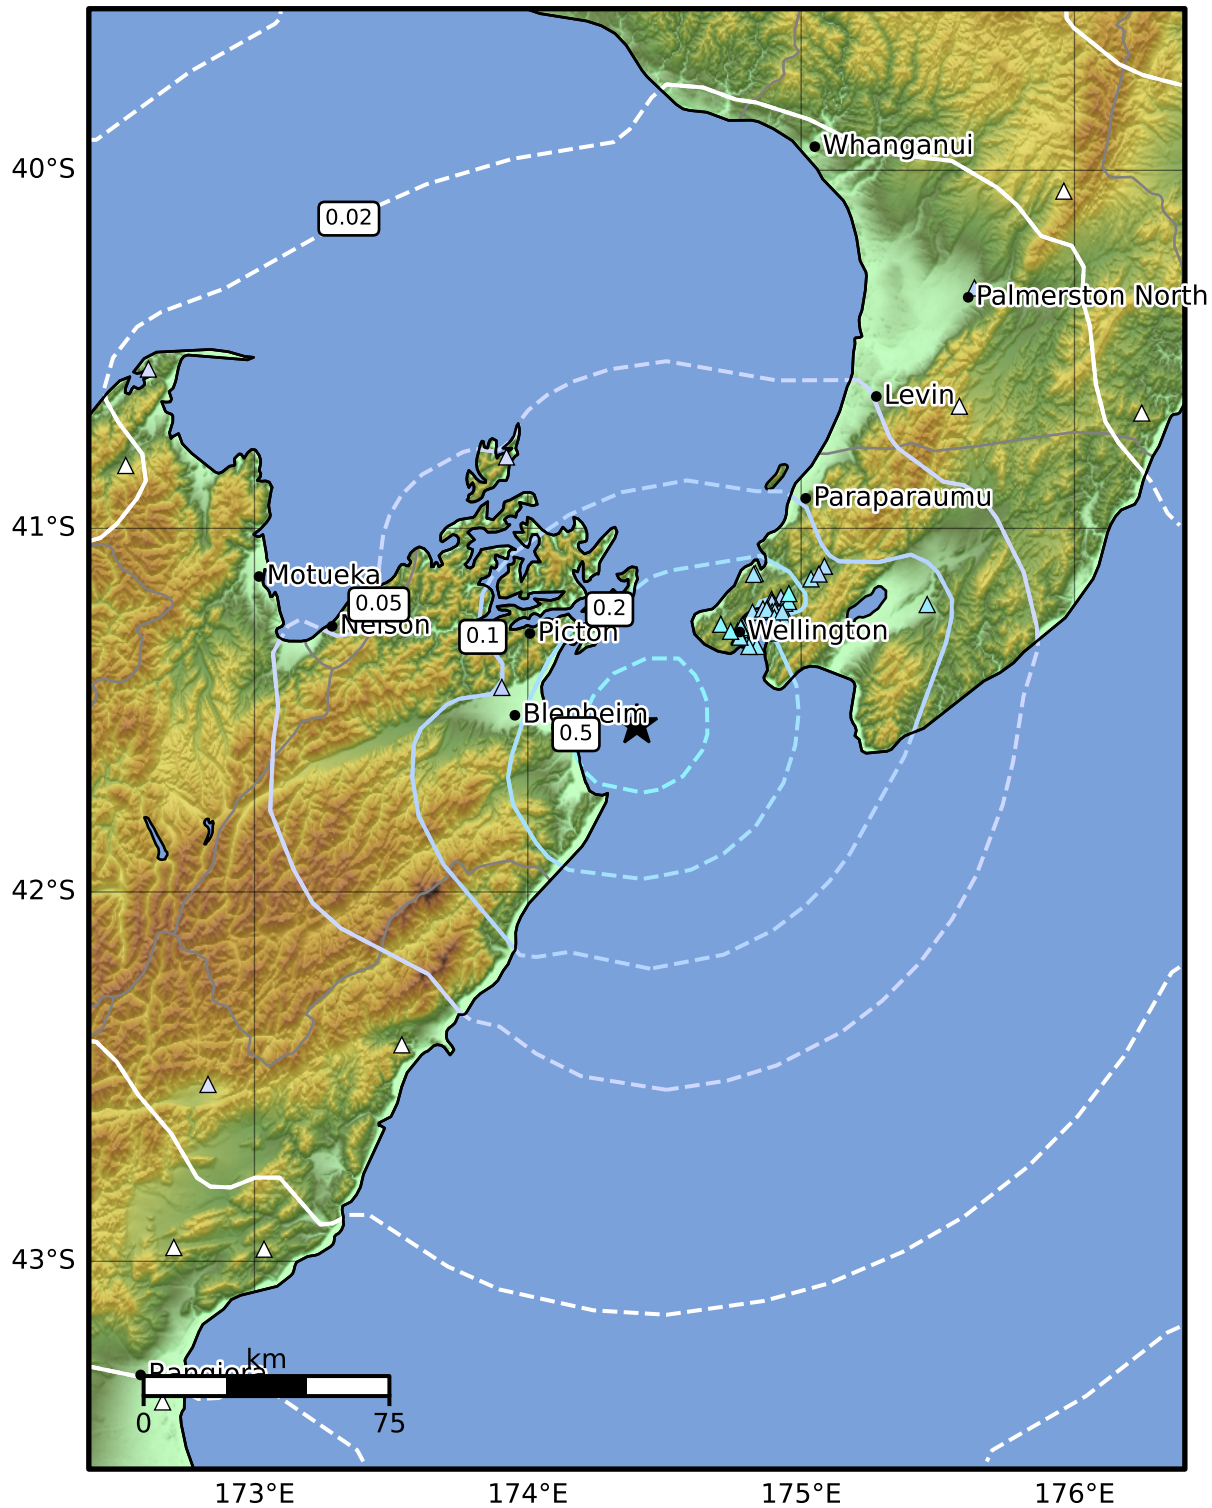 Whanganui
40°S
0.02
Palmerston North
Levin
Paraparaumu
41°S
Motueka
0.05
Nelson
0.2
0.1
Picton
Wellington
Blenheim
0.5
42°S
43°S
km
Rangiora
0
75
173°E
174°E
175°E
176°E